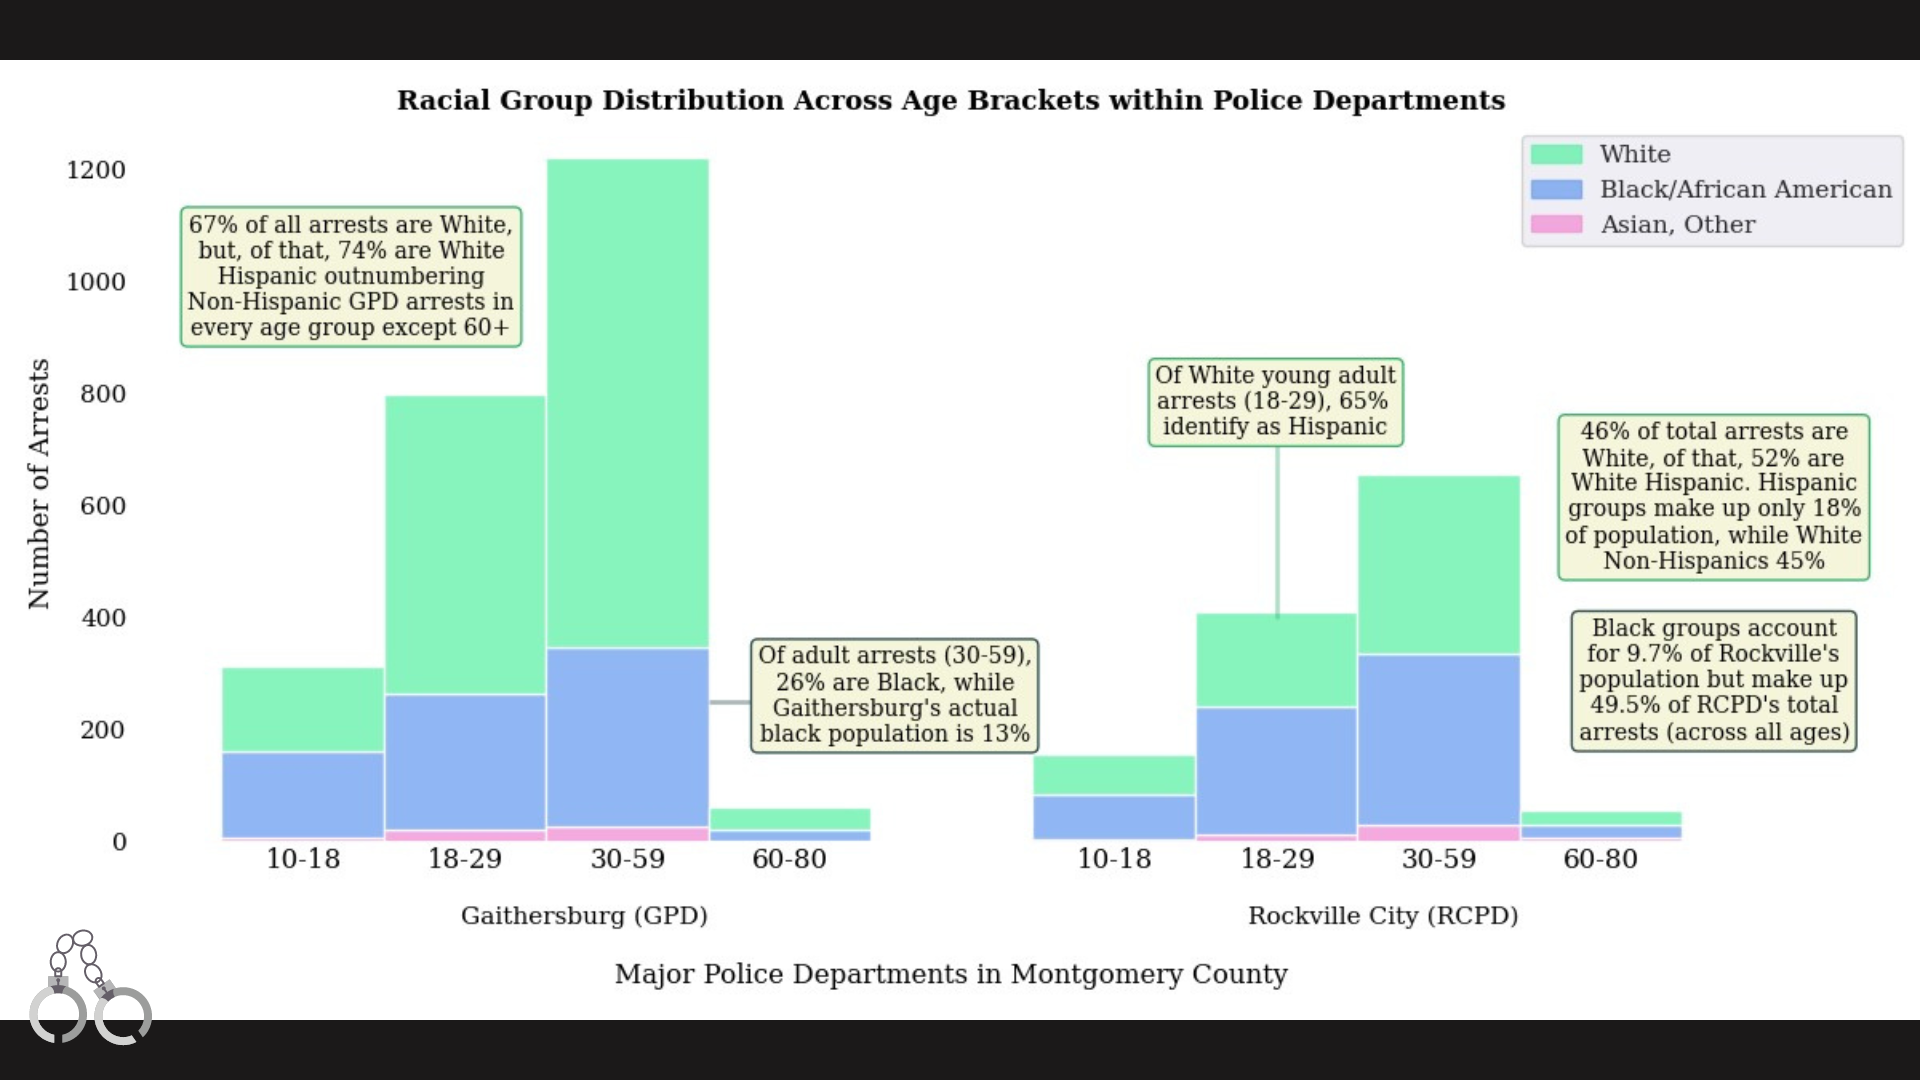 Racial Group Distribution Across Age Brackets within Police Departments
White
Black/African American
Asian, Other
Number of Arrests
1200
1000
800
600
400
200
0
67% of all arrests are White,
but, of that, 74% are White
Hispanic outnumbering
Non-Hispanic GPD arrests in
every age group except 60+
Of adult arrests (30-59),
26% are Black, while
Gaithersburg's actual
black population is 13%
Of White young adult
arrests (18-29), 65%
identify as Hispanic
46% of total arrests are
White, of that, 52% are
White Hispanic. Hispanic
groups make up only 18%
of population, while White
Non-Hispanics 45%
Black groups account
for 9.7% of Rockville's
population but make up
49.5% of RCPD's total
arrests (across all ages)
10-18 18-29 30-59 60-80 10-18 18-29 30-59 60-80
Gaithersburg (GPD) Rockville City (RCPD)
Major Police Departments in Montgomery County